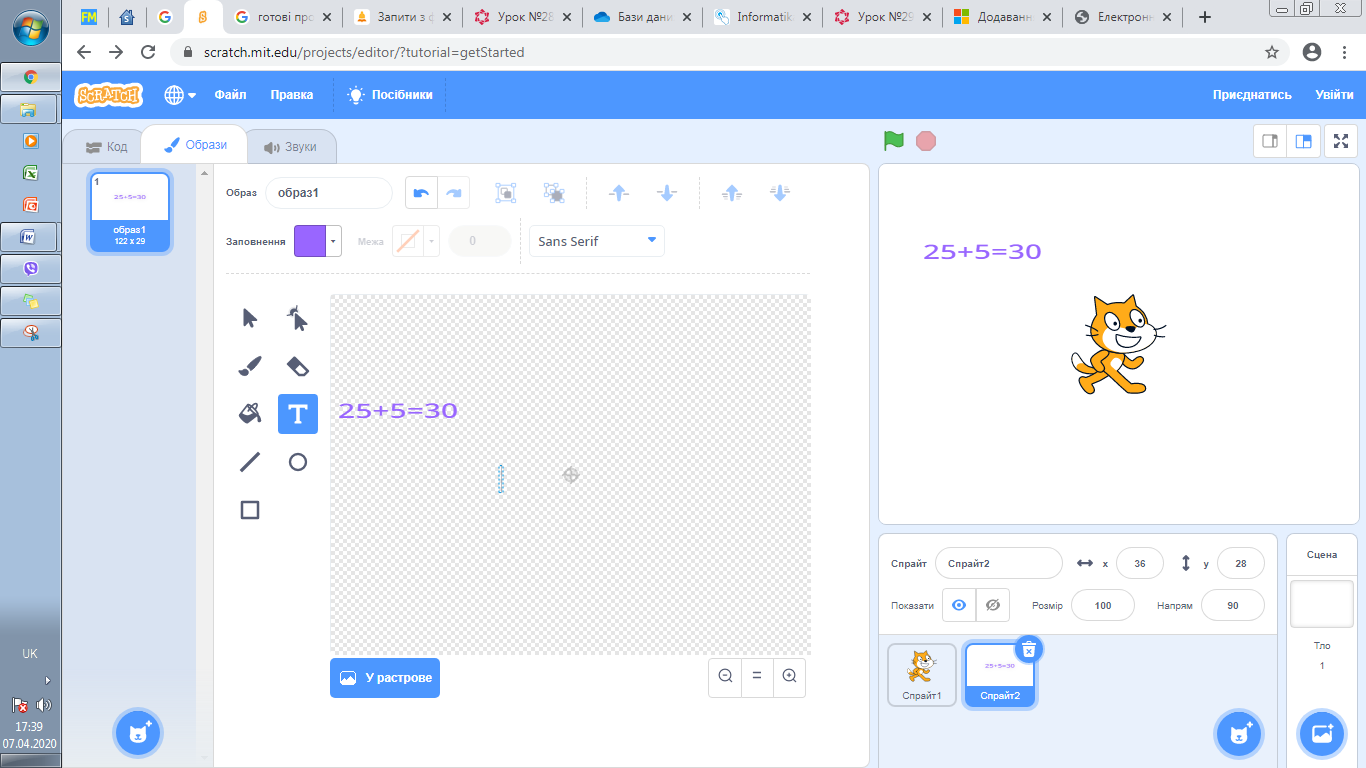 FM
готові про
Запити з ф
Урок №28
Бази дани
Informatik
Урок №29
Додаванн
Електронн
scratch.mit.edu/projects/editor/?tutorial=getStarted
SCRATCH
Файл
Правка
Посібники
Приєднатись
Увійти
Код
Образи
Звуки
1
25+5=30
образ1
122 x 29
Образ
образ1
Заповнення
Межа
0
Sans Serif
T
25+5=30
У растрове
25+5=30
Спрайт
Спрайт2
x
36
y
28
Показати
Розмір
100
Напрям
90
Спрайт1
25+5=30
Спрайт2
Сцена
Тло
1
UK
17:39
07.04.2020